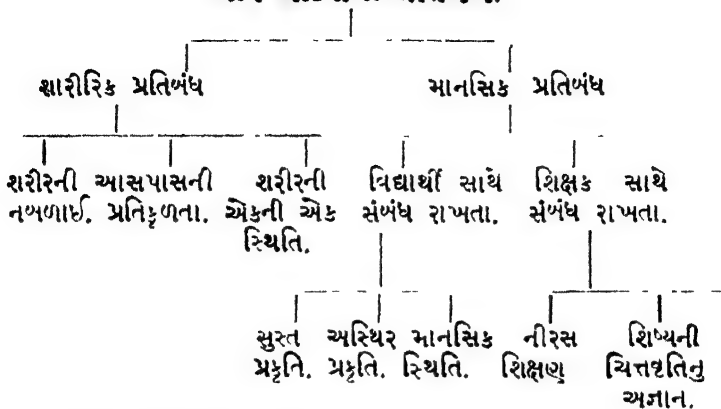 શારીરિક પ્રતિબંધ માનસિક પ્રતિબંધ
શરીરની આસપાસની શરીરની વિદ્યાર્થી સાથે શિક્ષક સાથે
નબળાઈ. પ્રતિકૂળતા. એકની એક સંબંધ રાખતા. સંબંધ રાખતા.
સ્થિતિ.
સુસ્ત અસ્થિર માનસિક નીરસ શિષ્યની
પ્રકૃતિ. પ્રકૃતિ. સ્થિતિ. શિક્ષણ ચિત્તવૃતિનુ
અજ્ઞાન.